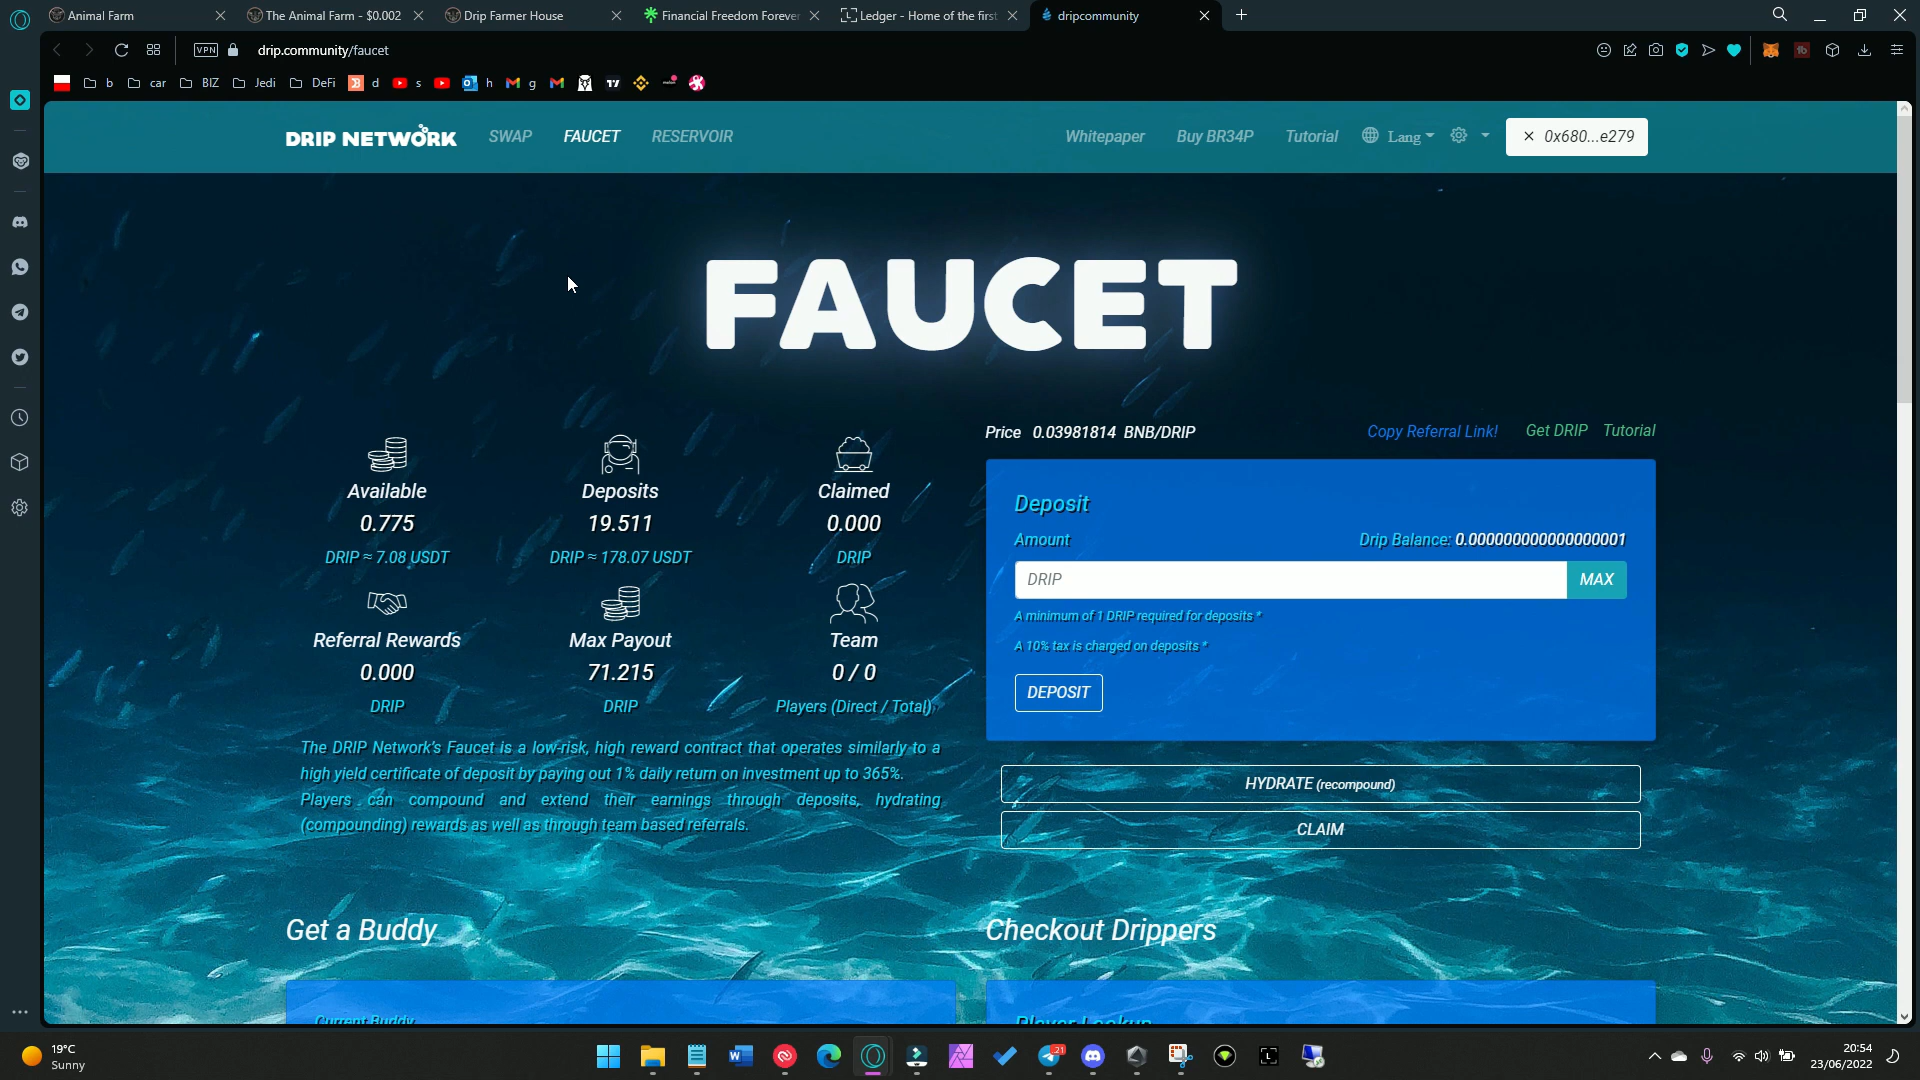 Animal Farm
The Animal Farm - $0.002
Drip Farmer House
Financial Freedom Forever
Ledger - Home of the first
dripcommunity
VPN
drip.community/faucet
b
car
BIZ
Jedi
DeFi
d
s
h
g
DRIP NETWORK
SWAP
FAUCET
RESERVOIR
Whitepaper
Buy BR34P
Tutorial
Lang
0x680...e279
FAUCET
Price 0.03981814 BNB/DRIP
Copy Referral Link!
Get DRIP
Tutorial
Available
0.775
DRIP ≈ 7.08 USDT
Deposits
19.511
DRIP ≈ 178.07 USDT
Claimed
0.000
DRIP
Referral Rewards
0.000
DRIP
Max Payout
71.215
DRIP
Team
0 / 0
Players (Direct / Total)
The DRIP Network's Faucet is a low-risk, high reward contract that operates similarly to a
high yield certificate of deposit by paying out 1% daily return on investment up to 365%.
Players can compound and extend their earnings through deposits, hydrating
(compounding) rewards as well as through team based referrals.
Deposit
Amount
Drip Balance: 0.000000000000000001
DRIP
MAX
A minimum of 1 DRIP required for deposits *
A 10% tax is charged on deposits *
DEPOSIT
HYDRATE (recompound)
CLAIM
Get a Buddy
Checkout Drippers
Current Buddy
Player Lookup
19°C
Sunny
21
20:54
23/06/2022